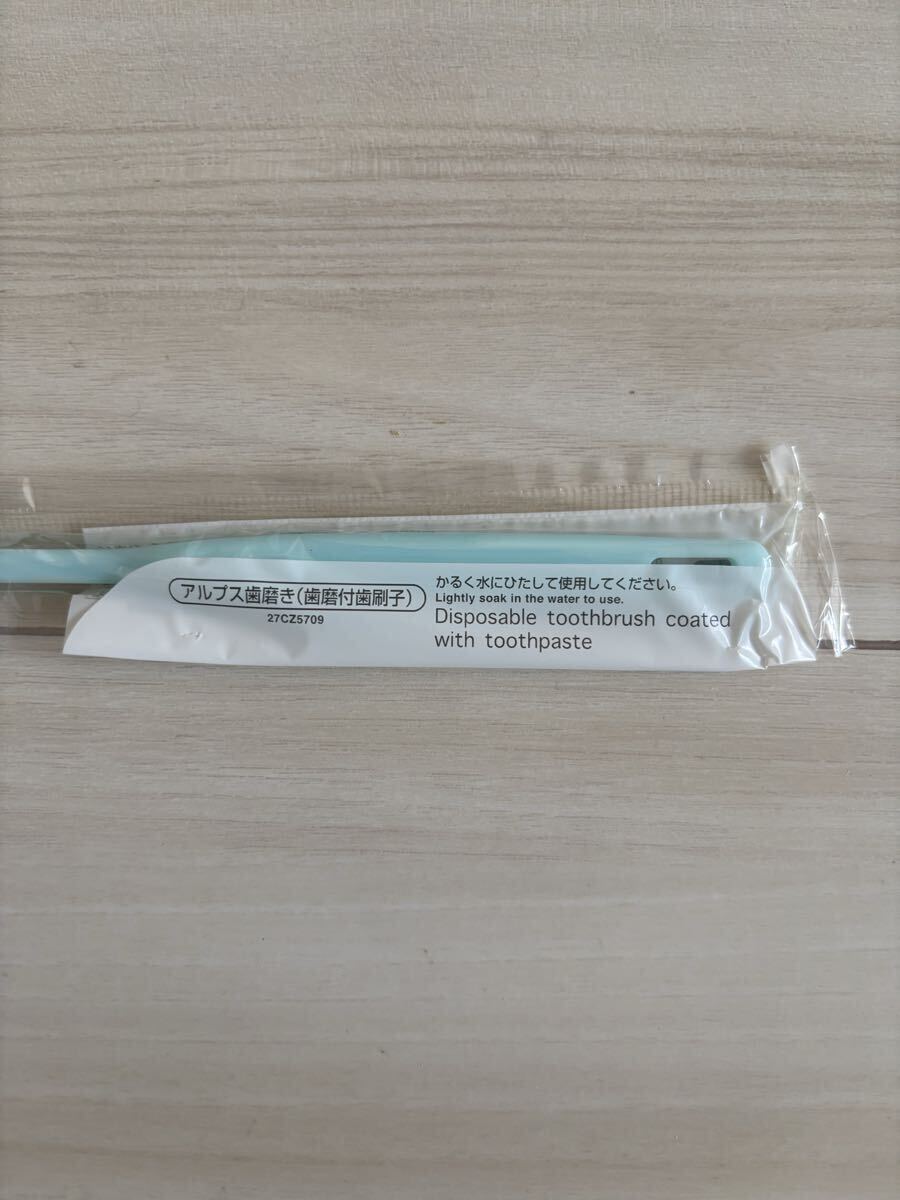 アルプス歯磨き(歯磨付歯刷子)
27CZ5709
かるく水にひたして使用してください。
Lightly soak in the water to use.
Disposable toothbrush coated
with toothpaste